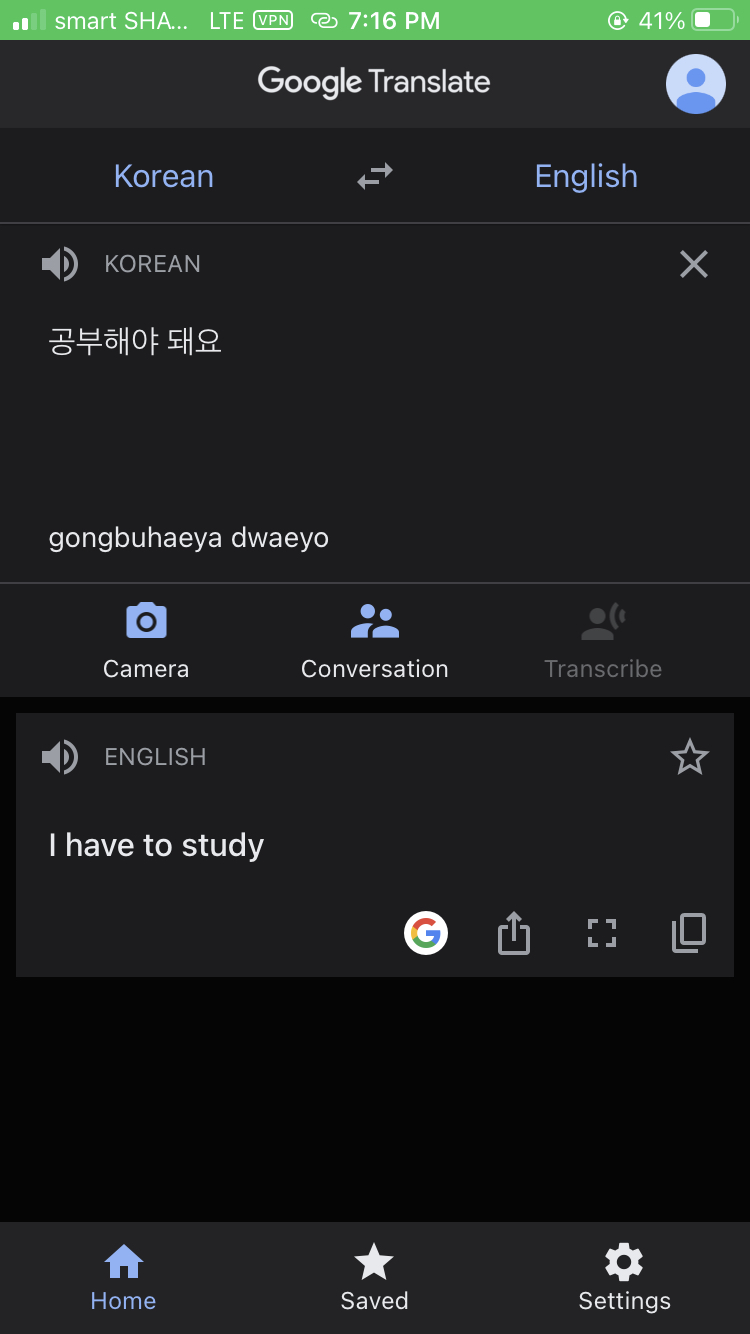 smart SHA... LTE VPN 7:16 PM 41%
Google Translate
Korean English
KOREAN
공부해야 돼요
gongbuhaeya dwaeyo
Camera Conversation Transcribe
ENGLISH
I have to study
Home Saved Settings